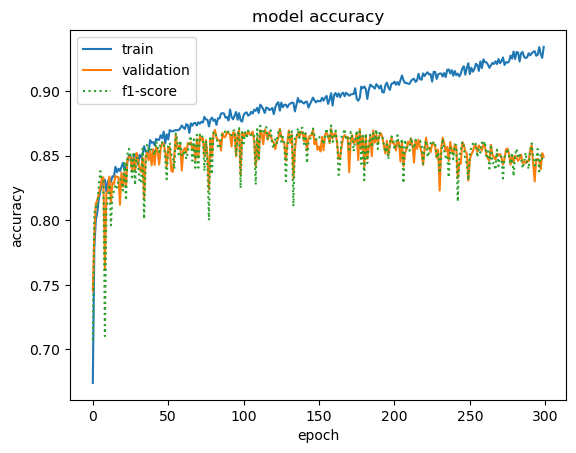 model accuracy
train
validation
f1-score
0.90
0.85
0.80
0.75
0.70
accuracy
0 50 100 150 200 250 300
epoch